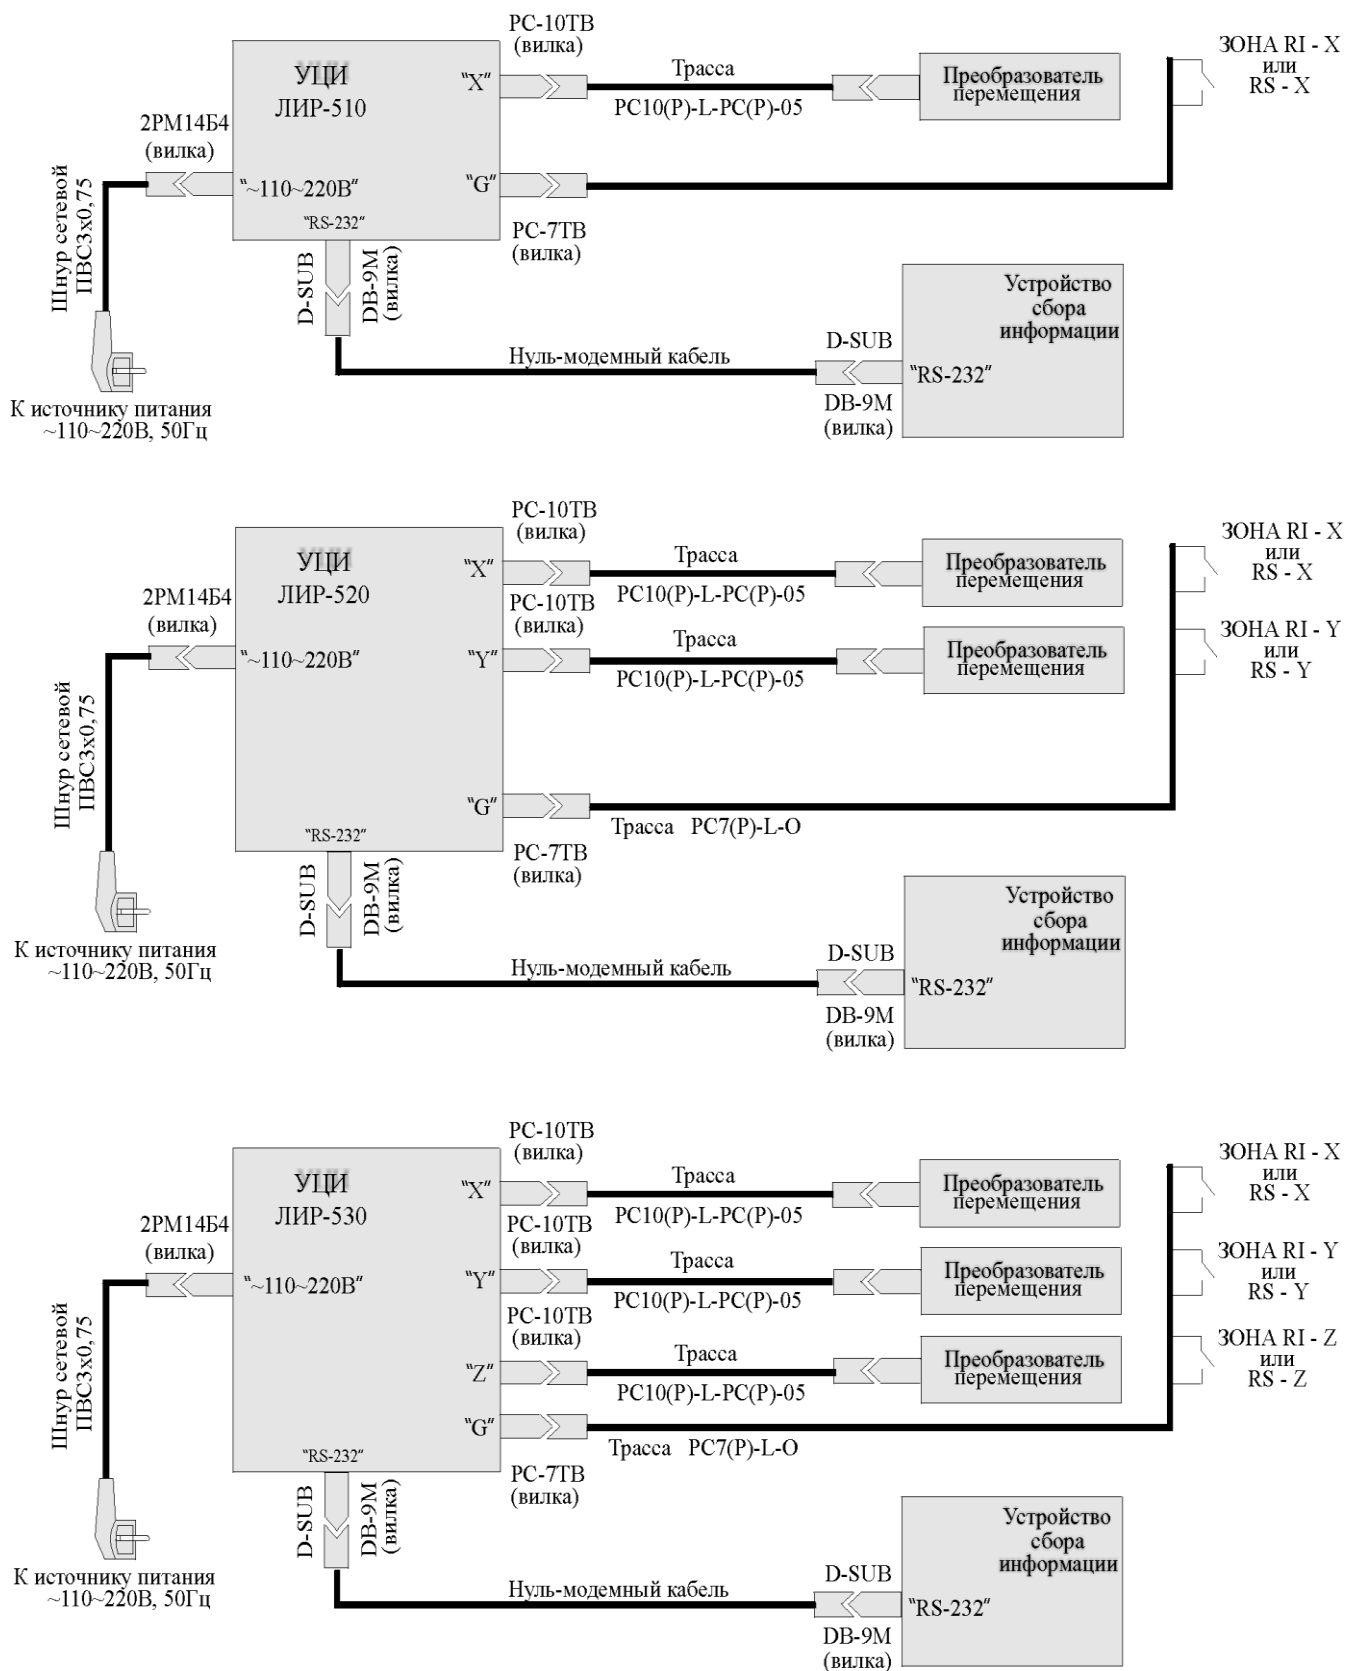 РС-10ТВ
(вилка)
УЦИ
ЛИР-510
"X"
Трасса
РС10(Р)-L-РС(Р)-05
Преобразователь
перемещения
ЗОНА RI - X
или
RS - X
2РМ14Б4
(вилка)
"~110~220В"
"G"
"RS-232"
РС-7ТВ
(вилка)
Шнур сетевой
ПВС3х0,75
D-SUB
DB-9M
(вилка)
К источнику питания
~110~220В, 50Гц
Нуль-модемный кабель
D-SUB
DB-9M
(вилка)
Устройство
сбора
информации
"RS-232"
РС-10ТВ
(вилка)
УЦИ
ЛИР-520
"X"
Трасса
РС10(Р)-L-РС(Р)-05
Преобразователь
перемещения
ЗОНА RI - X
или
RS - X
2РМ14Б4
(вилка)
"~110~220В"
РС-10ТВ
(вилка)
"Y"
Трасса
РС10(Р)-L-РС(Р)-05
Преобразователь
перемещения
ЗОНА RI - Y
или
RS - Y
"G"
Трасса РС7(Р)-L-O
"RS-232"
РС-7ТВ
(вилка)
Шнур сетевой
ПВС3х0,75
D-SUB
DB-9M
(вилка)
К источнику питания
~110~220В, 50Гц
Нуль-модемный кабель
D-SUB
DB-9M
(вилка)
Устройство
сбора
информации
"RS-232"
РС-10ТВ
(вилка)
УЦИ
ЛИР-530
"X"
Трасса
РС10(Р)-L-РС(Р)-05
Преобразователь
перемещения
ЗОНА RI - X
или
RS - X
2РМ14Б4
(вилка)
"~110~220В"
РС-10ТВ
(вилка)
"Y"
Трасса
РС10(Р)-L-РС(Р)-05
Преобразователь
перемещения
ЗОНА RI - Y
или
RS - Y
РС-10ТВ
(вилка)
"Z"
Трасса
РС10(Р)-L-РС(Р)-05
Преобразователь
перемещения
ЗОНА RI - Z
или
RS - Z
"G"
Трасса РС7(Р)-L-O
"RS-232"
РС-7ТВ
(вилка)
Шнур сетевой
ПВС3х0,75
D-SUB
DB-9M
(вилка)
К источнику питания
~110~220В, 50Гц
Нуль-модемный кабель
D-SUB
DB-9M
(вилка)
Устройство
сбора
информации
"RS-232"